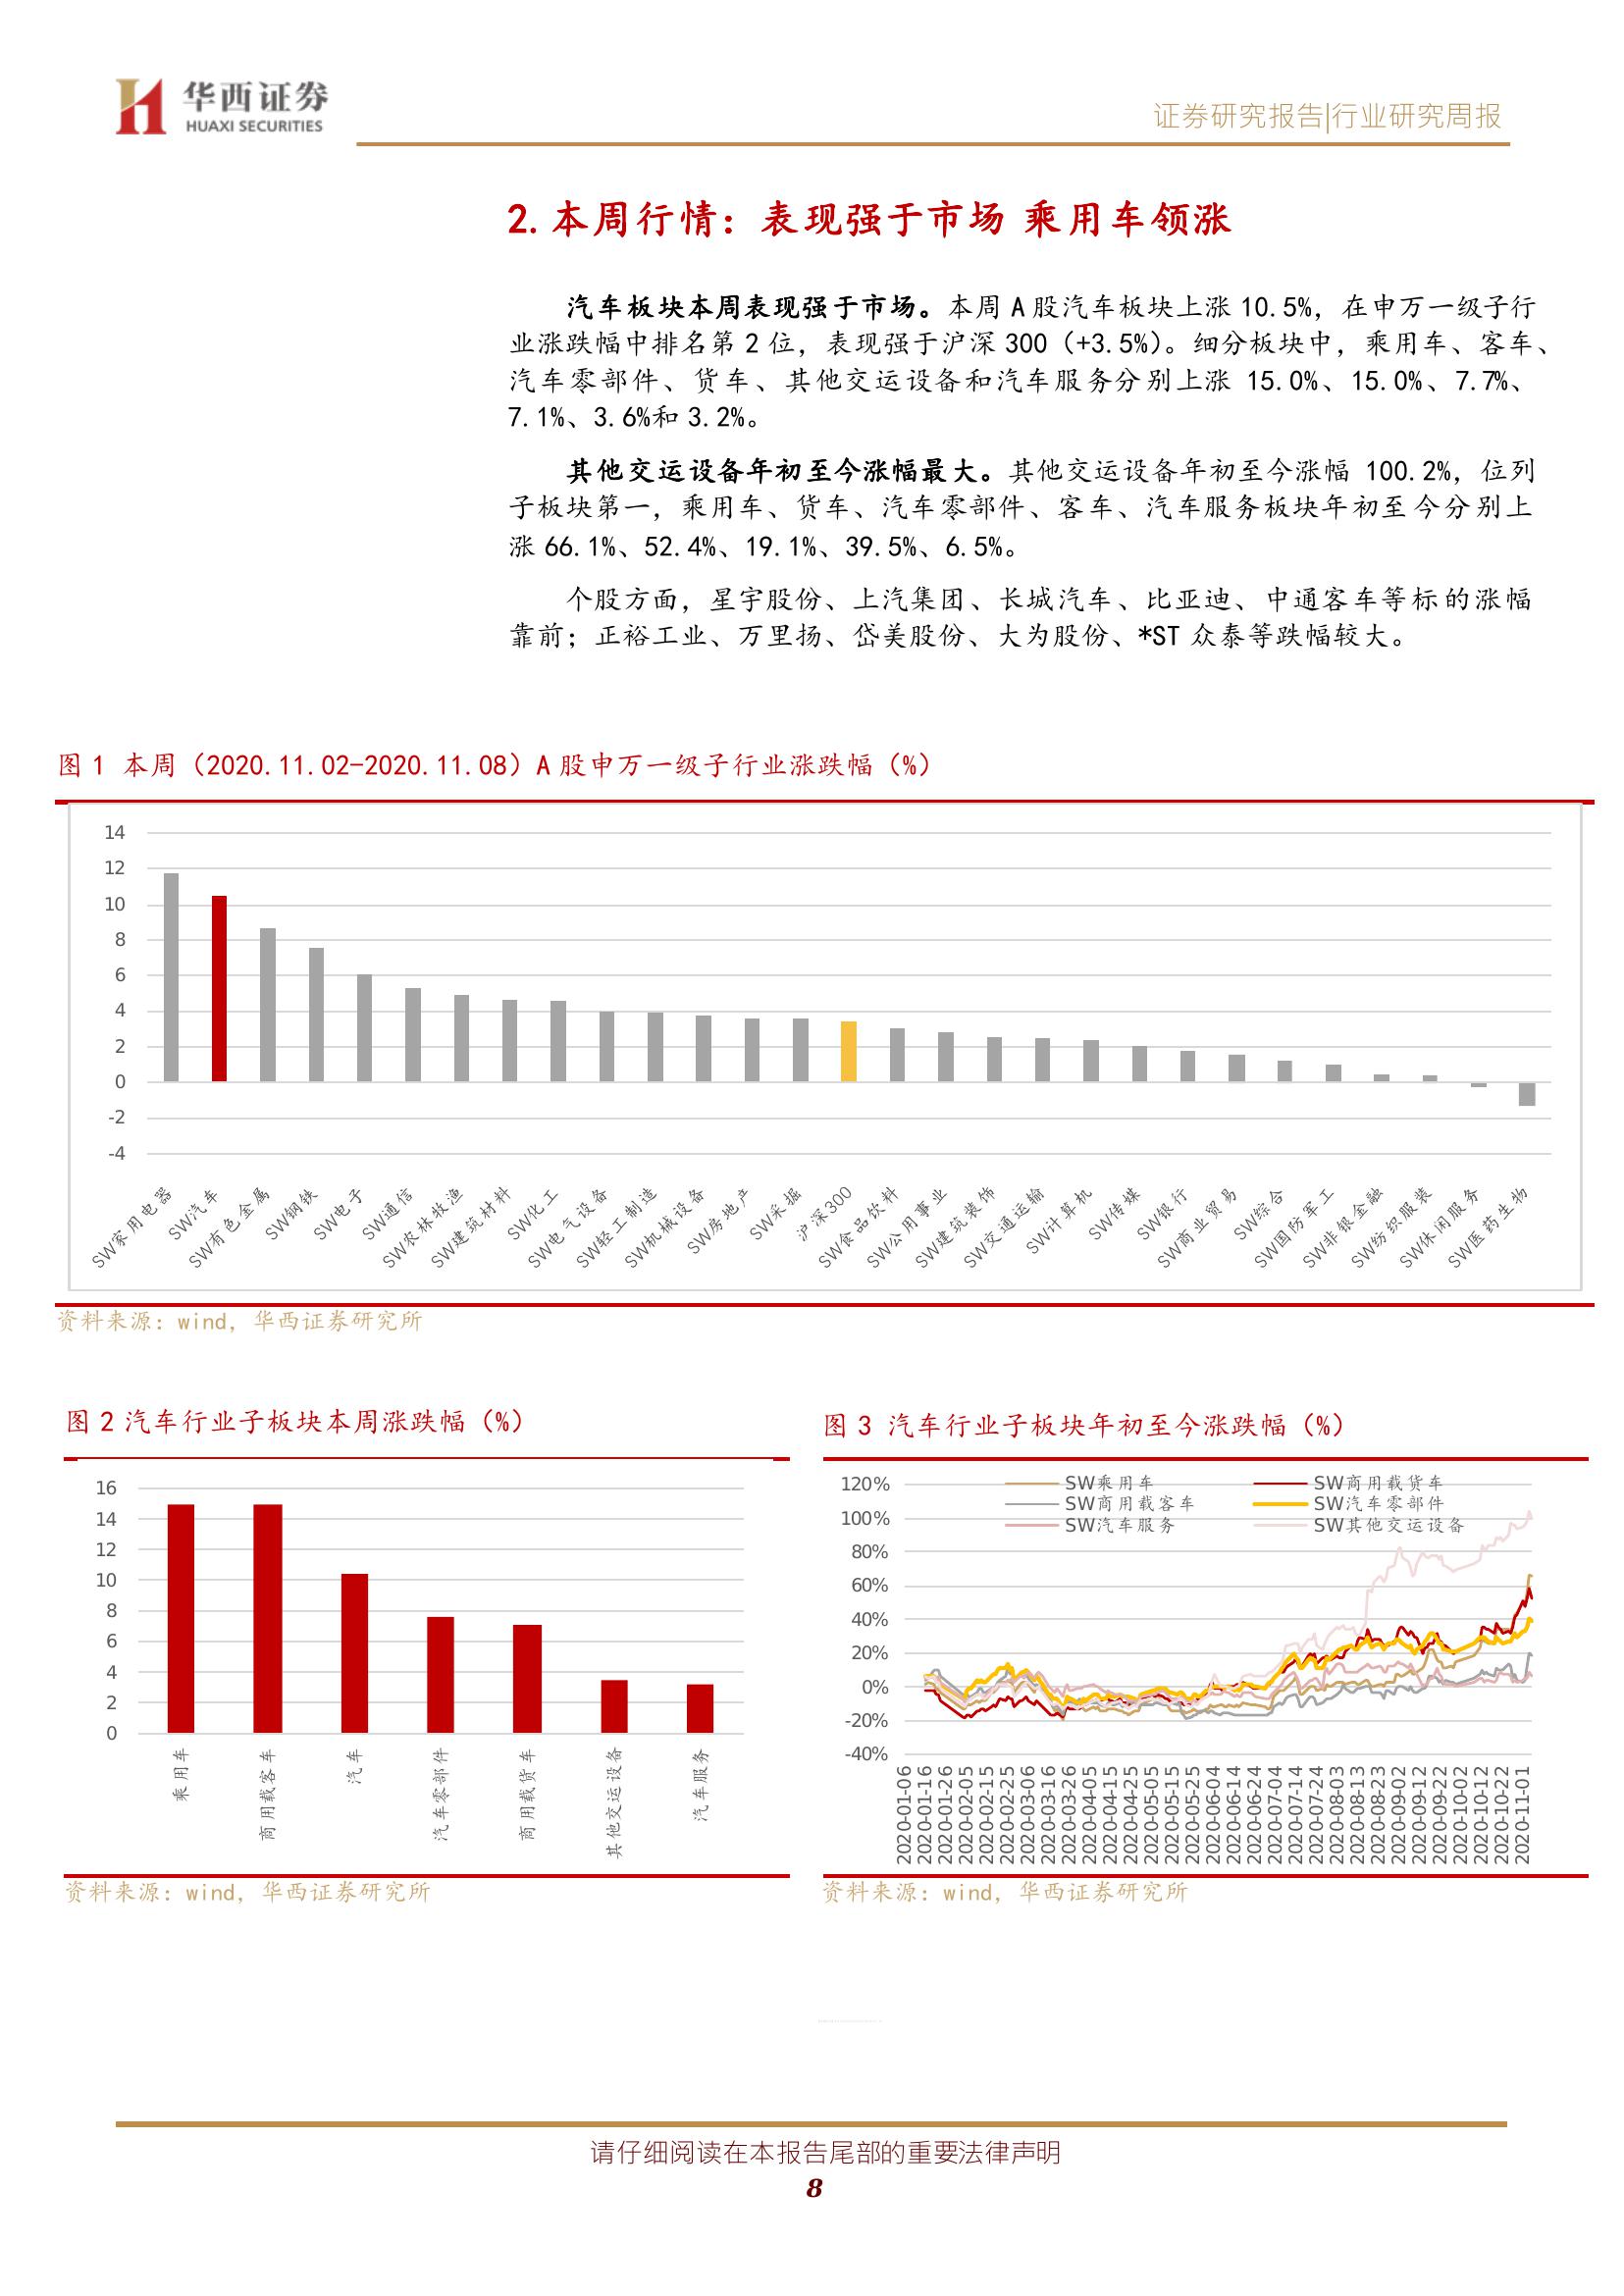 华西证券
HUAXI SECURITIES
证券研究报告|行业研究周报
2. 本周行情：表现强于市场 乘用车领涨
汽车板块本周表现强于市场。本周 A 股汽车板块上涨 10.5%，在申万一级子行
业涨跌幅中排名第 2 位，表现强于沪深 300（+3.5%）。细分板块中，乘用车、客车、
汽车零部件、货车、其他交运设备和汽车服务分别上涨 15.0%、15.0%、7.7%、
7.1%、3.6%和 3.2%。
其他交运设备年初至今涨幅最大。其他交运设备年初至今涨幅 100.2%，位列
子板块第一，乘用车、货车、汽车零部件、客车、汽车服务板块年初至今分别上
涨 66.1%、52.4%、19.1%、39.5%、6.5%。
个股方面，星宇股份、上汽集团、长城汽车、比亚迪、中通客车等标的涨幅
靠前；正裕工业、万里扬、岱美股份、大为股份、*ST 众泰等跌幅较大。
图 1 本周（2020.11.02-2020.11.08）A 股申万一级子行业涨跌幅（%）
14
12
10
8
6
4
2
0
-2
-4
SW家用电器
SW汽车
SW有色金属
SW钢铁
SW电子
SW通信
SW农林牧渔
SW建筑材料
SW化工
SW电气设备
SW轻工制造
SW机械设备
SW房地产
SW采掘
沪深300
SW食品饮料
SW公用事业
SW建筑装饰
SW交通运输
SW计算机
SW传媒
SW银行
SW商业贸易
SW综合
SW国防军工
SW非银金融
SW纺织服装
SW休闲服务
SW医药生物
资料来源：wind，华西证券研究所
图 2 汽车行业子板块本周涨跌幅（%）
16
14
12
10
8
6
4
2
0
乘用车
商用载客车
汽车
汽车零部件
商用载货车
其他交运设备
汽车服务
资料来源：wind，华西证券研究所
图 3 汽车行业子板块年初至今涨跌幅（%）
SW乘用车
SW商用载货车
SW商用载客车
SW汽车零部件
SW汽车服务
SW其他交运设备
120%
100%
80%
60%
40%
20%
0%
-20%
-40%
2020-01-06
2020-01-16
2020-01-26
2020-02-05
2020-02-15
2020-02-25
2020-03-06
2020-03-16
2020-03-26
2020-04-05
2020-04-15
2020-04-25
2020-05-05
2020-05-15
2020-05-25
2020-06-04
2020-06-14
2020-06-24
2020-07-04
2020-07-14
2020-07-24
2020-08-03
2020-08-13
2020-08-23
2020-09-02
2020-09-12
2020-09-22
2020-10-02
2020-10-12
2020-10-22
2020-11-01
资料来源：wind，华西证券研究所
请仔细阅读在本报告尾部的重要法律声明
8